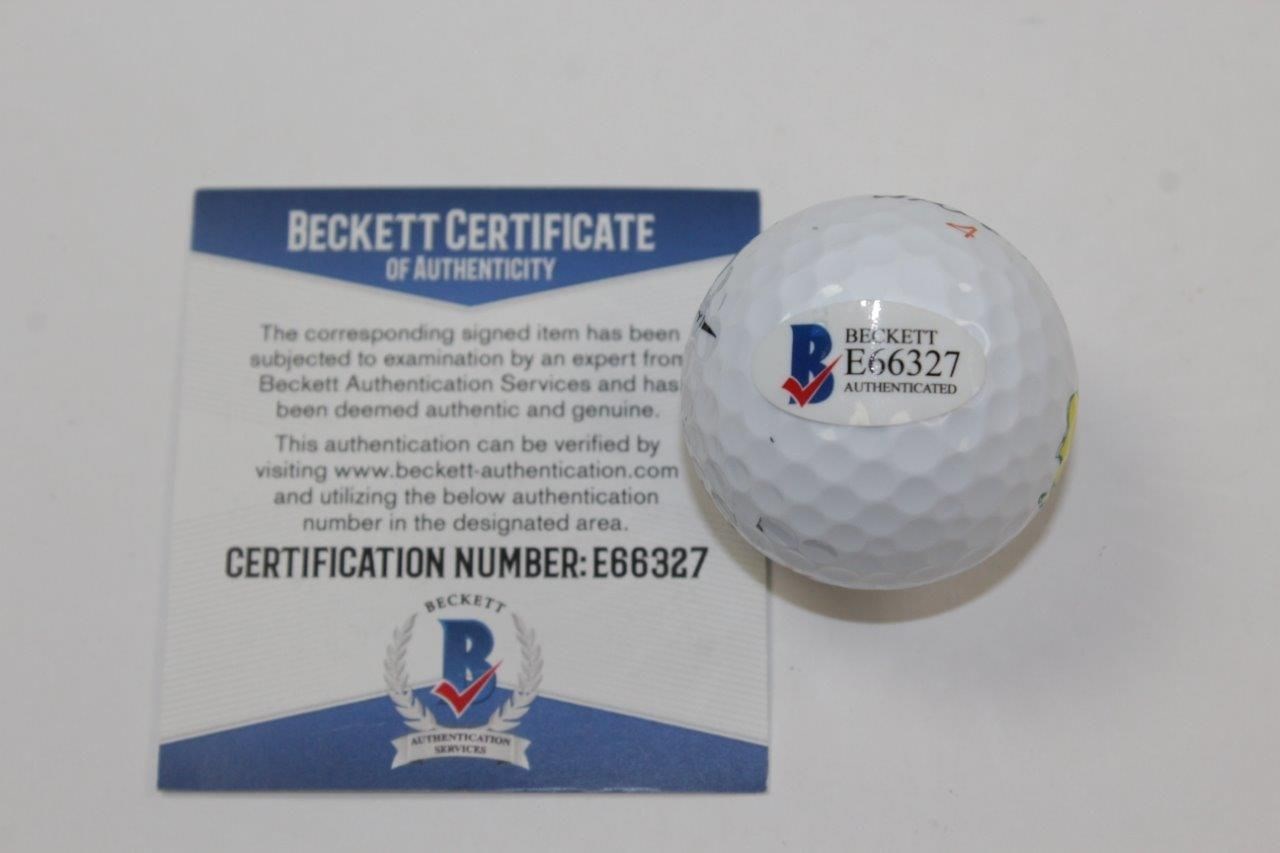 BECKETT CERTIFICATE
OF AUTHENTICITY
The corresponding signed item has been
subjected to examination by an expert from
Beckett Authentication Services and has
been deemed authentic and genuine.
This authentication can be verified by
visiting www.beckett-authentication.com
and utilizing the below authentication
number in the designated area.
CERTIFICATION NUMBER: E66327
BECKETT
B
AUTHENTICATION
SERVICES
4
B
BECKETT
E66327
AUTHENTICATED